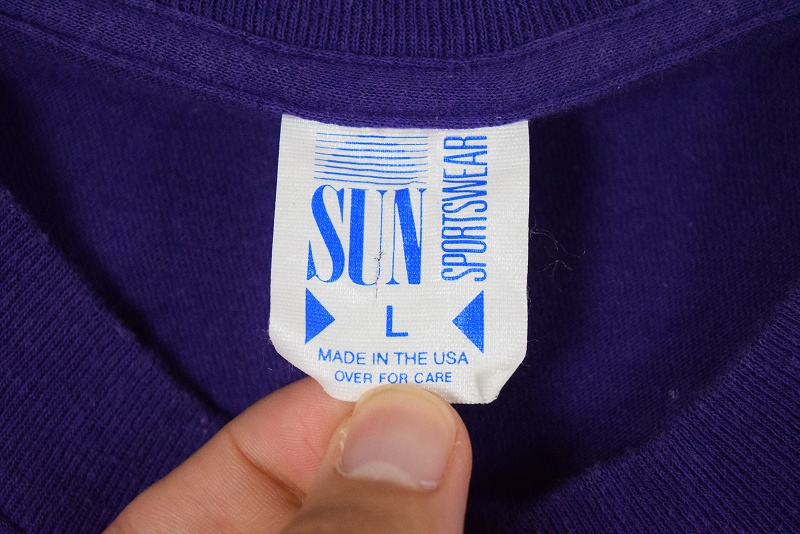 SUN
SPORTSWEAR
L
MADE IN THE USA
OVER FOR CARE